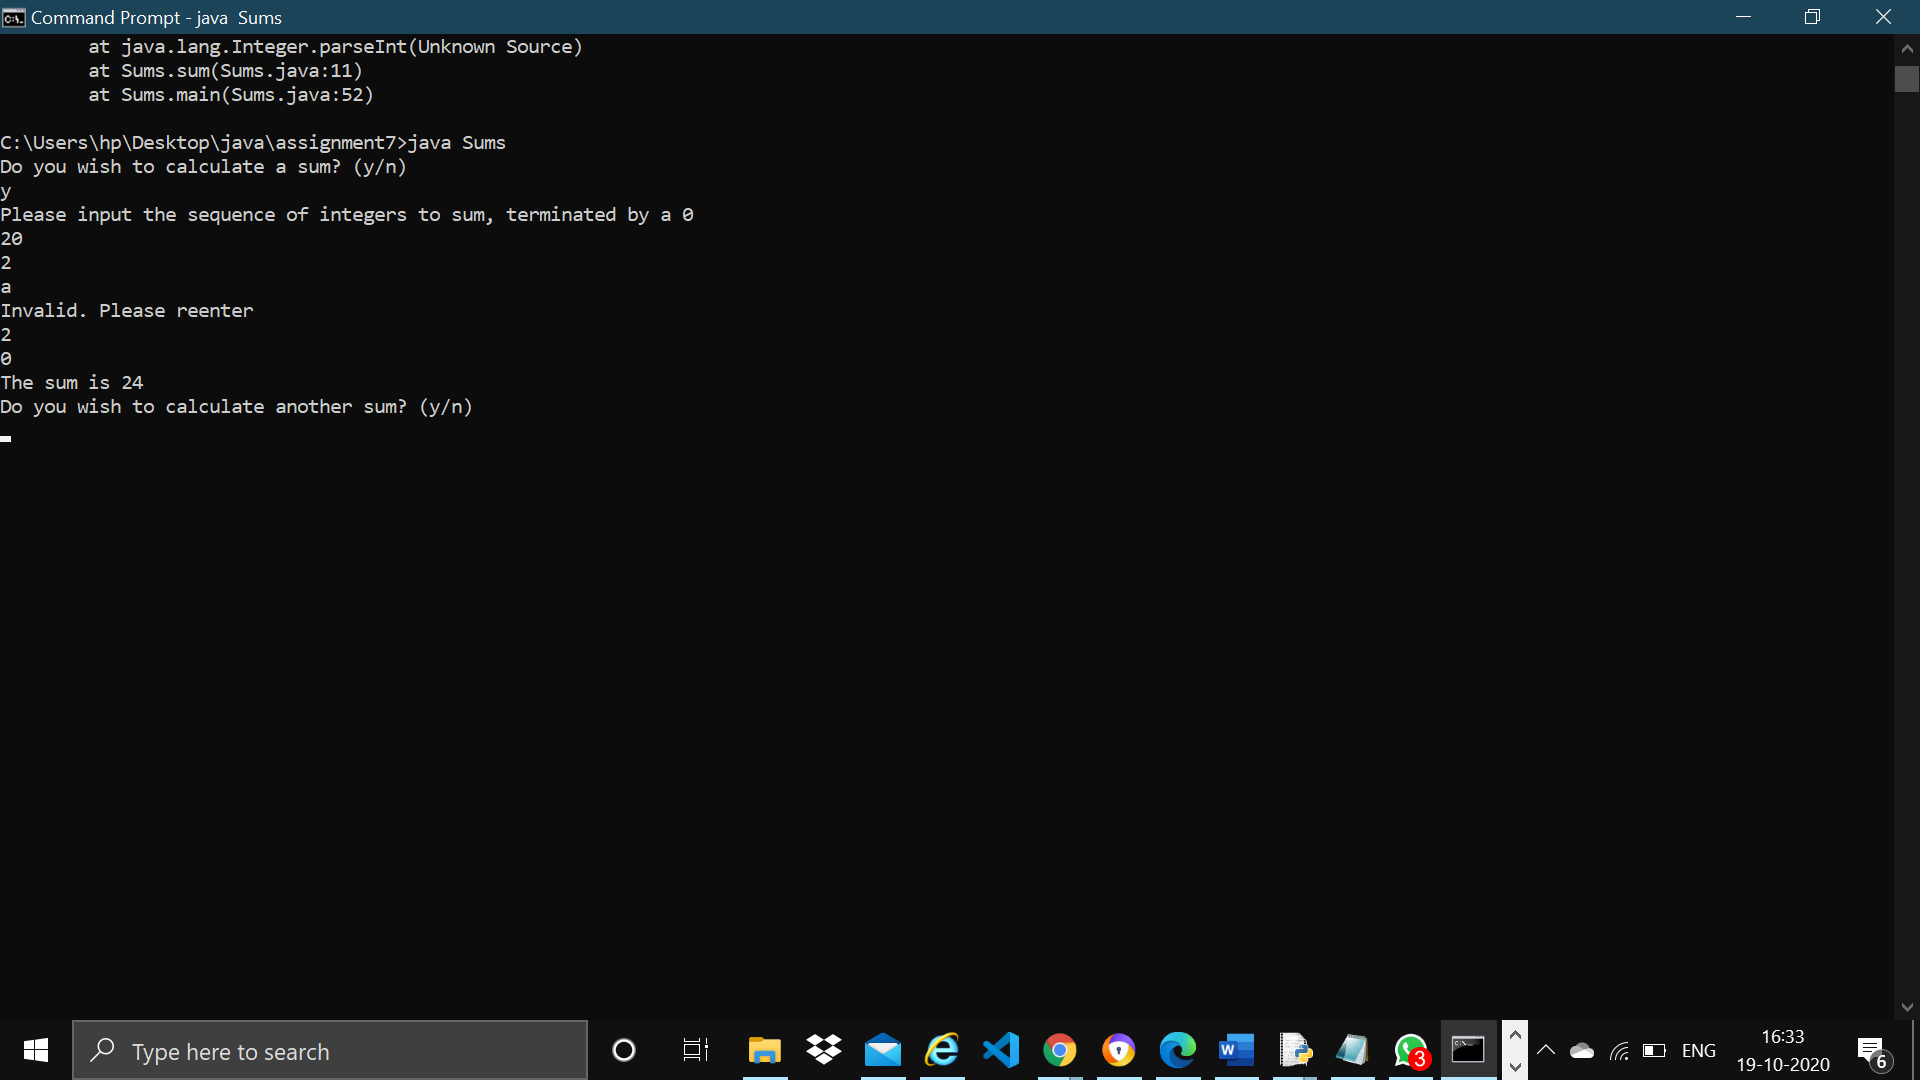 Command Prompt - java  Sums
        at java.lang.Integer.parseInt(Unknown Source)
        at Sums.sum(Sums.java:11)
        at Sums.main(Sums.java:52)
C:\Users\hp\Desktop\java\assignment7>java Sums
Do you wish to calculate a sum? (y/n)
y
Please input the sequence of integers to sum, terminated by a 0
20
2
a
Invalid. Please reenter
2
0
The sum is 24
Do you wish to calculate another sum? (y/n)
Type here to search
3
ENG
16:33
19-10-2020
6